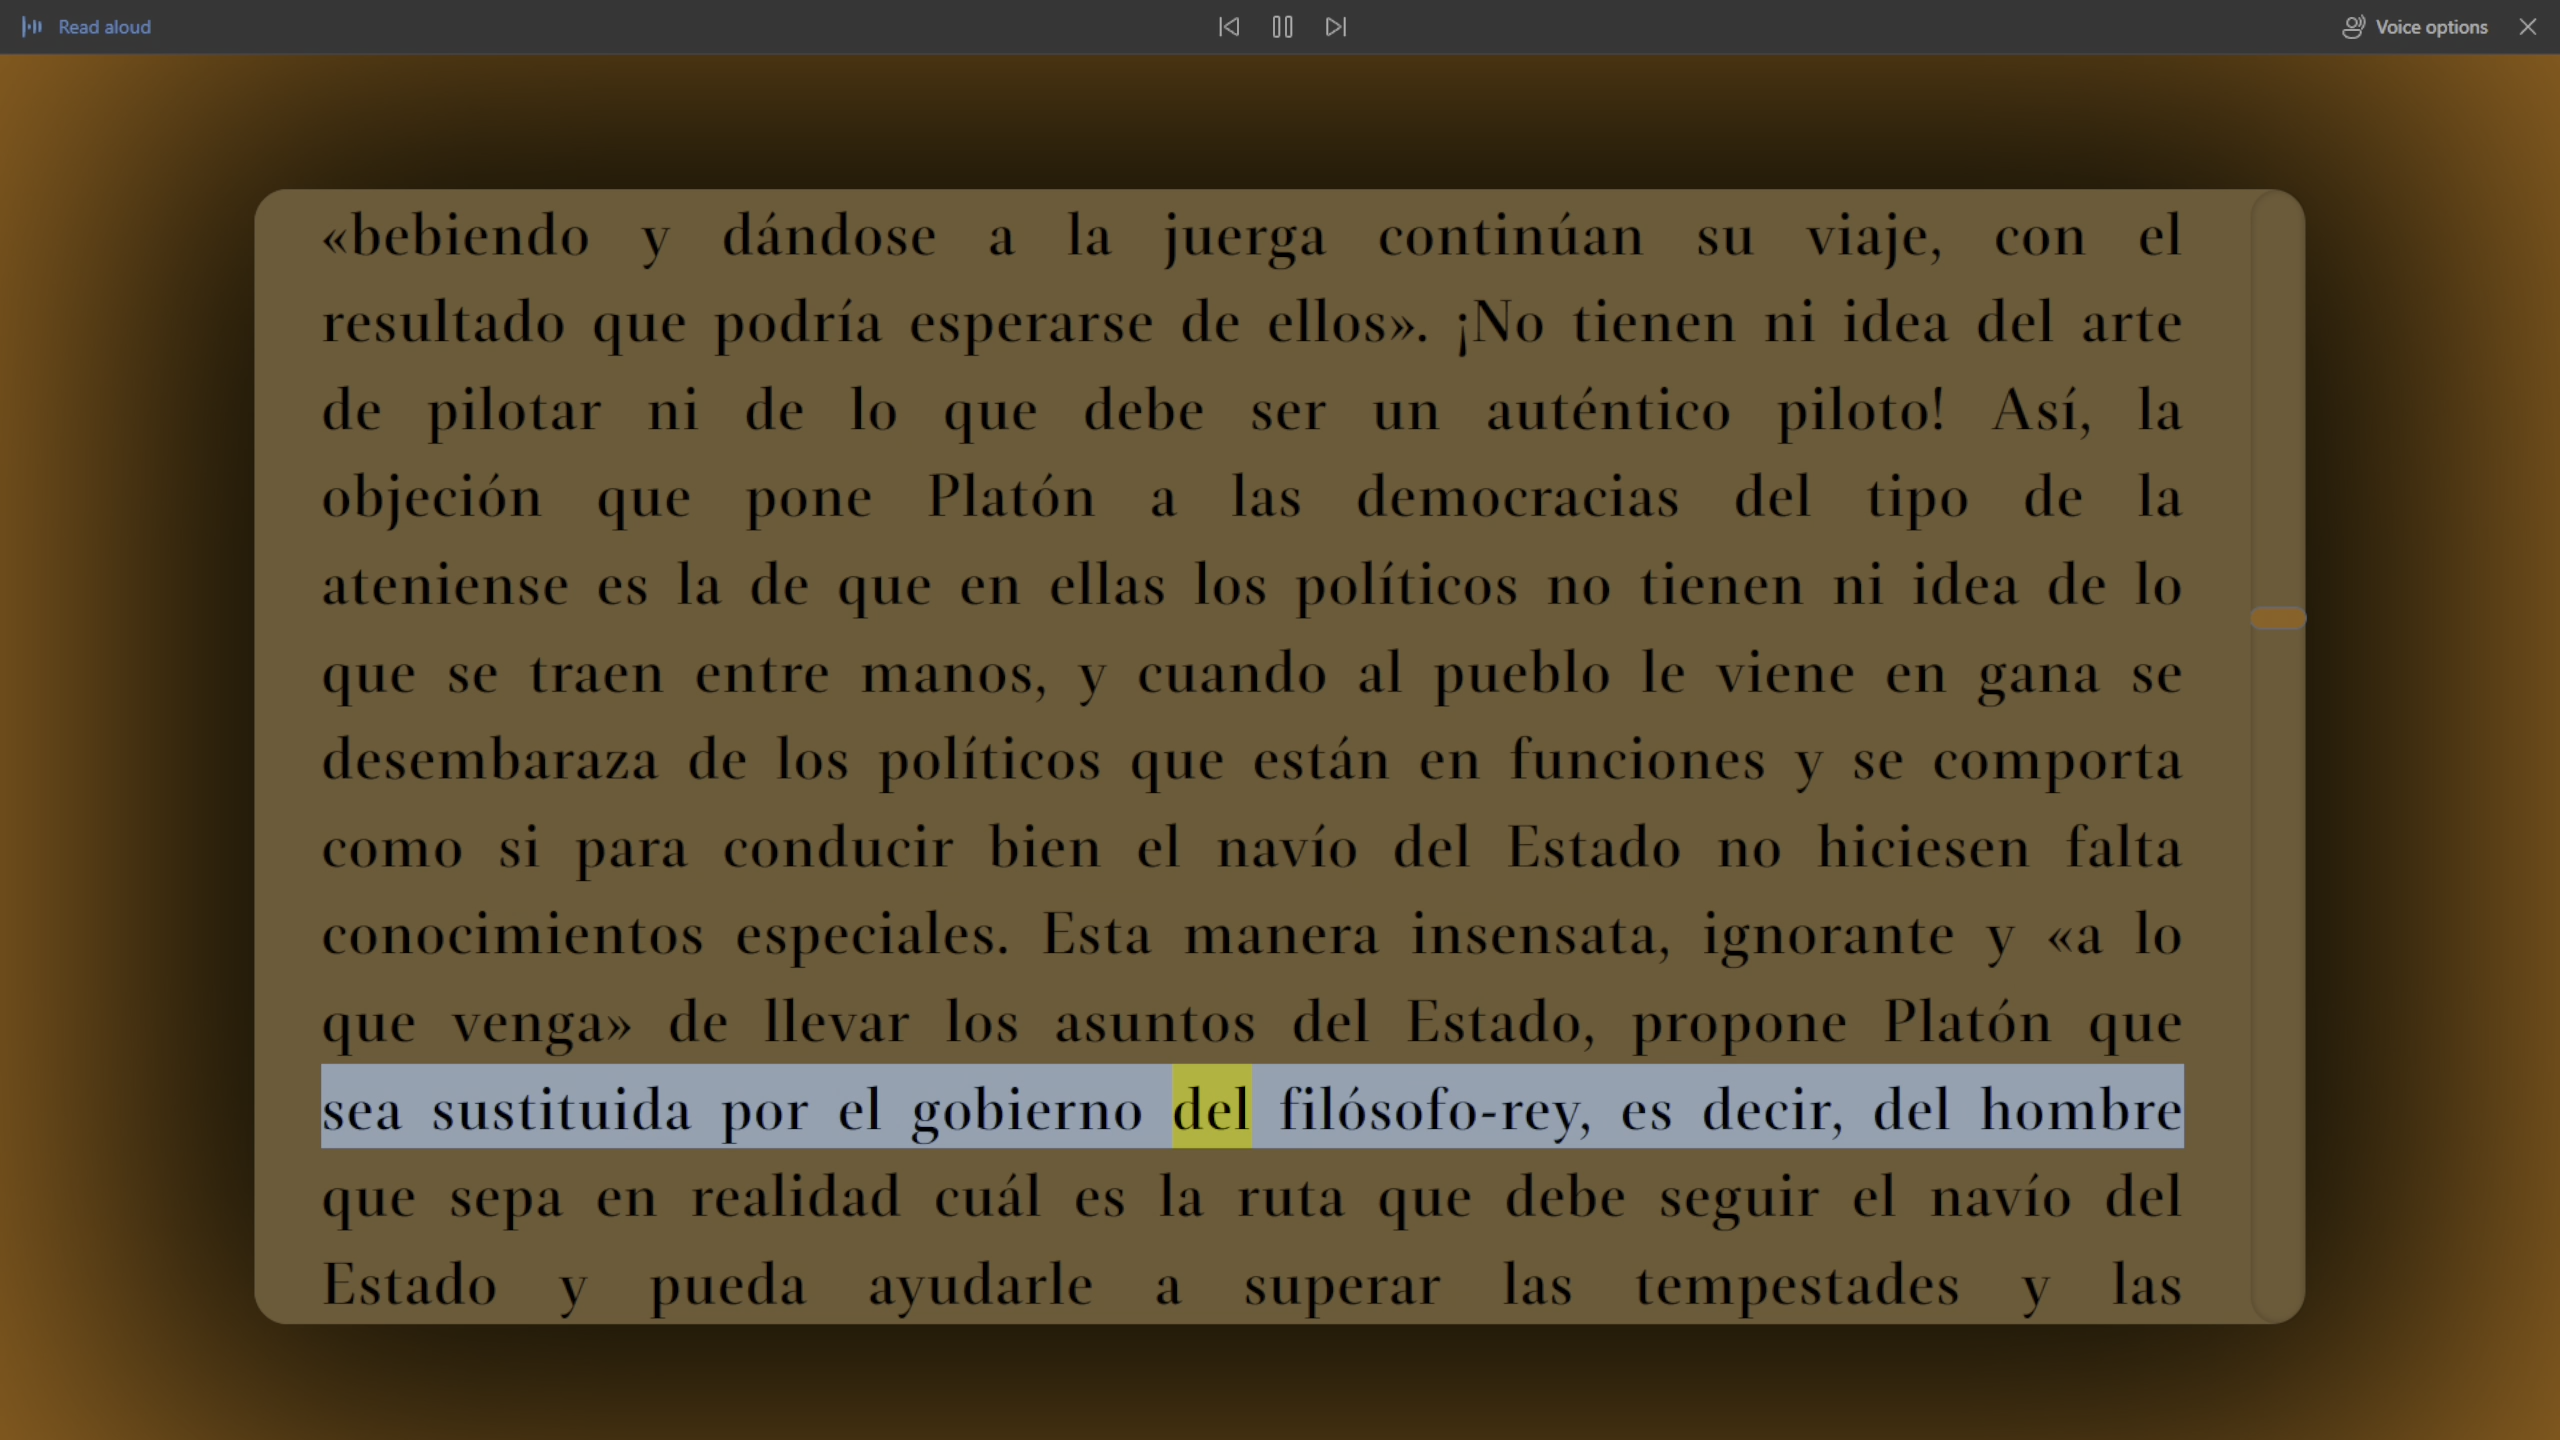 Read aloud
Voice options
«bebiendo y dándose a la juerga continúan su viaje, con el
resultado que podría esperarse de ellos». ¡No tienen ni idea del arte
de pilotar ni de lo que debe ser un auténtico piloto! Así, la
objeción que pone Platón a las democracias del tipo de la
ateniense es la de que en ellas los políticos no tienen ni idea de lo
que se traen entre manos, y cuando al pueblo le viene en gana se
desembaraza de los políticos que están en funciones y se comporta
como si para conducir bien el navío del Estado no hiciesen falta
conocimientos especiales. Esta manera insensata, ignorante y «a lo
que venga» de llevar los asuntos del Estado, propone Platón que
sea sustituida por el gobierno del filósofo-rey, es decir, del hombre
que sepa en realidad cuál es la ruta que debe seguir el navío del
Estado y pueda ayudarle a superar las tempestades y las